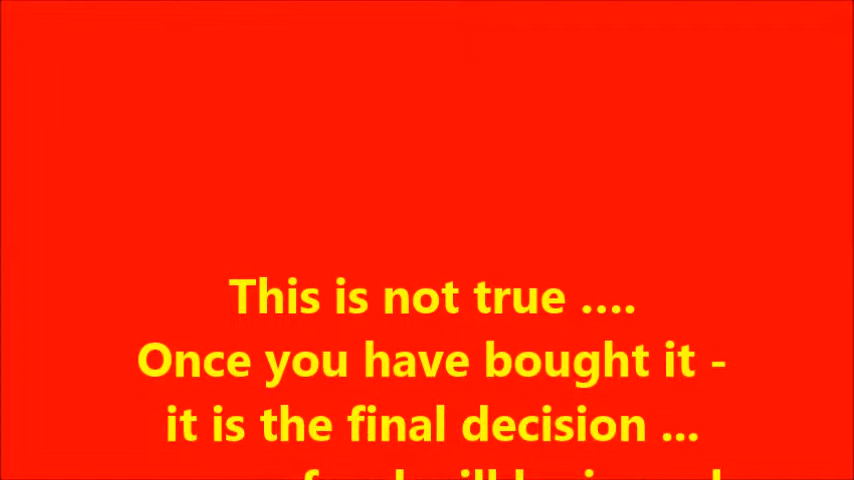 This is not true ....
Once you have bought it -
it is the final decision ...